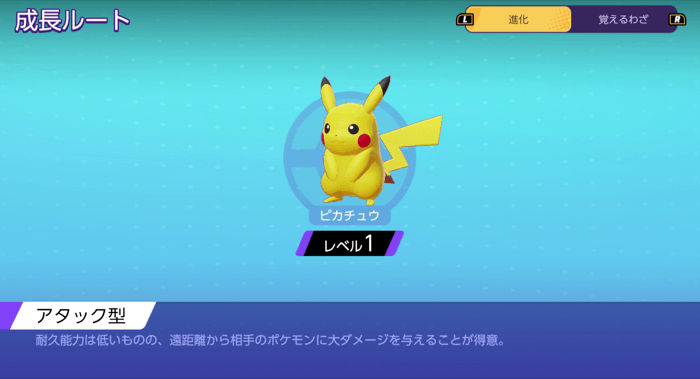 成長ルート
L
進化
覚えるわざ
R
ピカチュウ
レベル1
アタック型
耐久能力は低いものの、遠距離から相手のポケモンに大ダメージを与えることが得意。